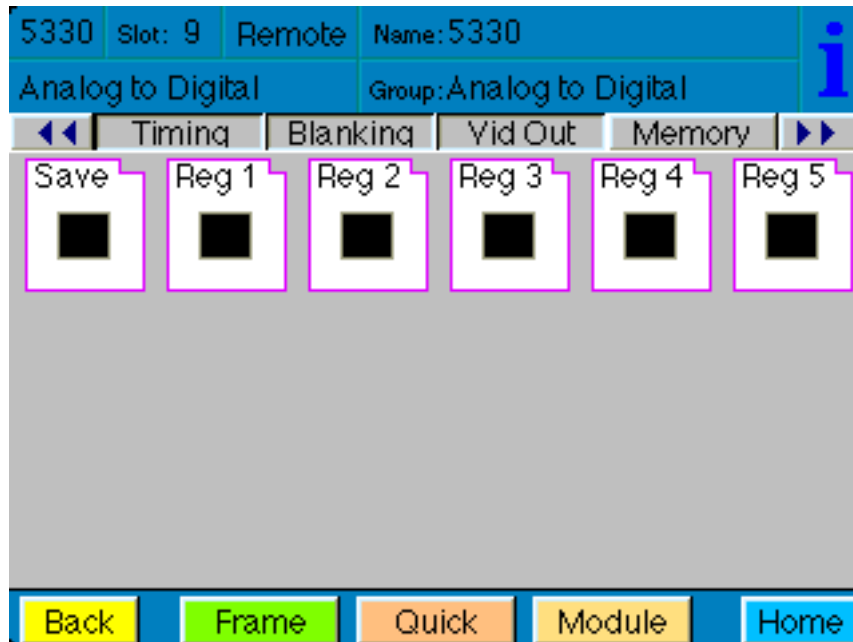 5330 Slot: 9 Remote Name:5330
Analog to Digital Group:Analog to Digital
Timing Blanking Vid Out Memory
Save Reg 1 Reg 2 Reg 3 Reg 4 Reg 5
Back Frame Quick Module Home